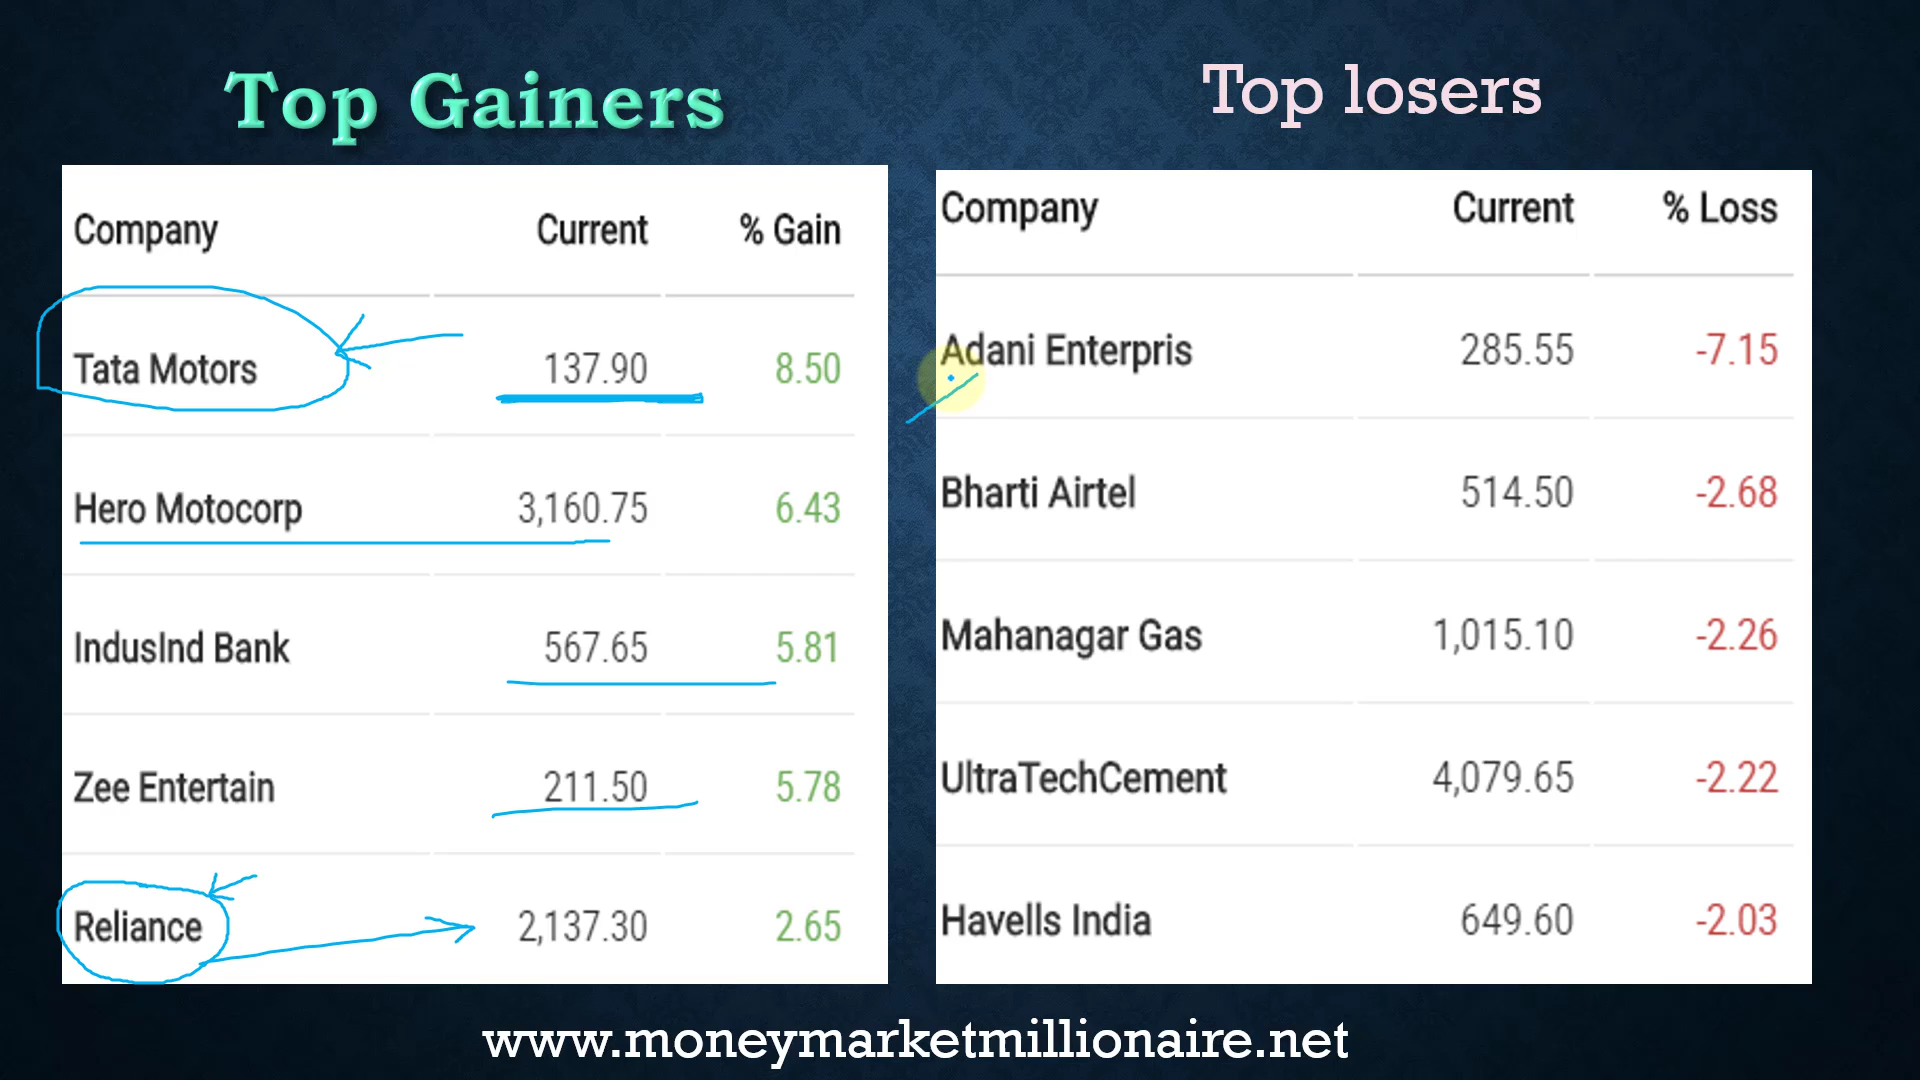 Top Gainers
Company Current % Gain
Tata Motors 137.90 8.50
Hero Motocorp 3,160.75 6.43
IndusInd Bank 567.65 5.81
Zee Entertain 211.50 5.78
Reliance 2,137.30 2.65
Top losers
Company Current % Loss
Adani Enterpris 285.55 -7.15
Bharti Airtel 514.50 -2.68
Mahanagar Gas 1,015.10 -2.26
UltraTechCement 4,079.65 -2.22
Havells India 649.60 -2.03
www.moneymarketmillionaire.net